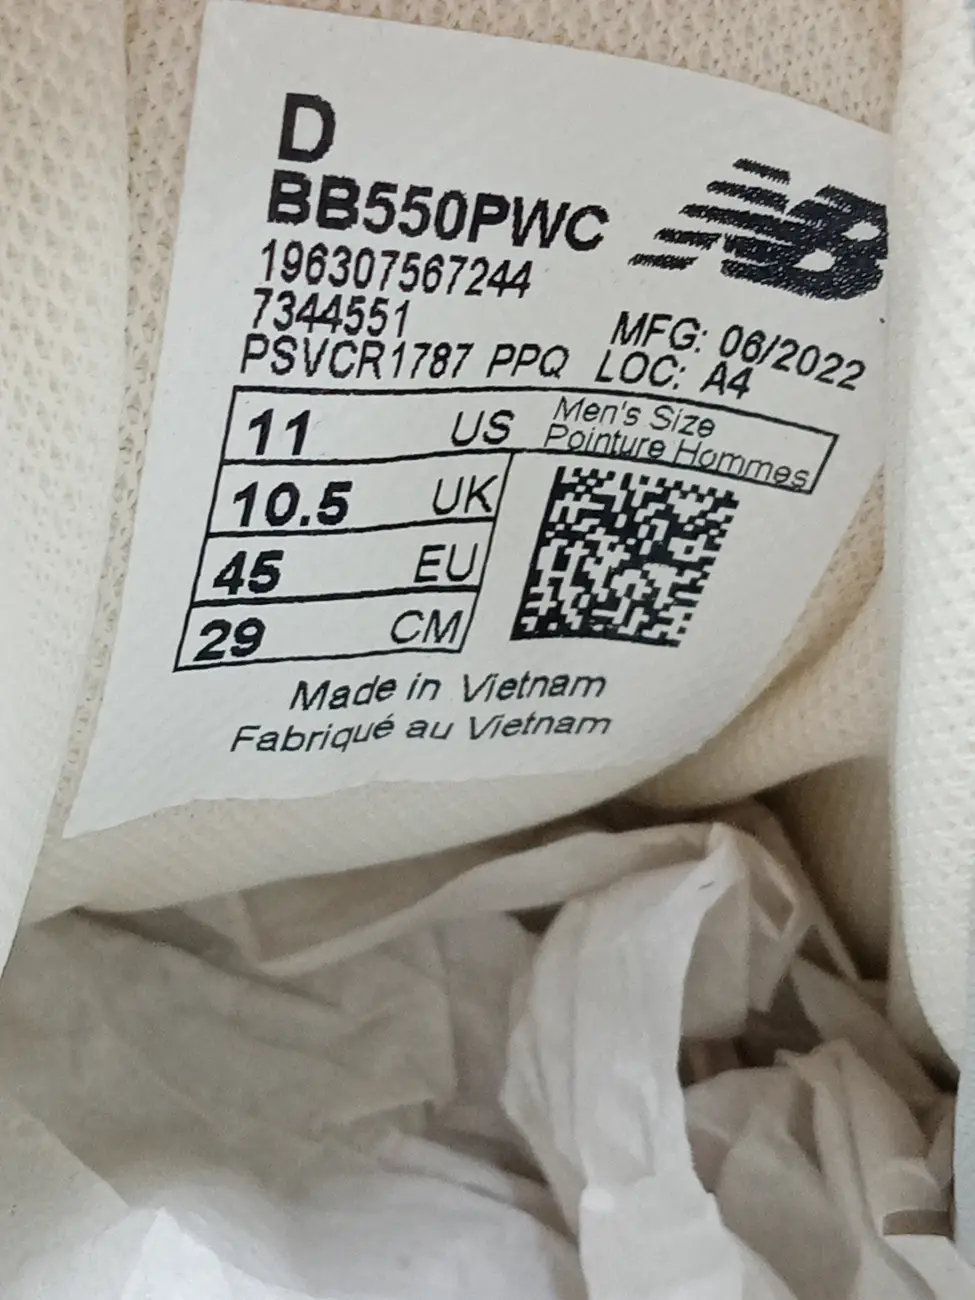 D
BB550PWC
196307567244
7344551
PSVCR1787 PPQ
MFG: 06/2022
LOC: A4
11 US Men's Size
Pointure Hommes
10.5 UK
45 EU
29 CM
Made in Vietnam
Fabriqué au Vietnam